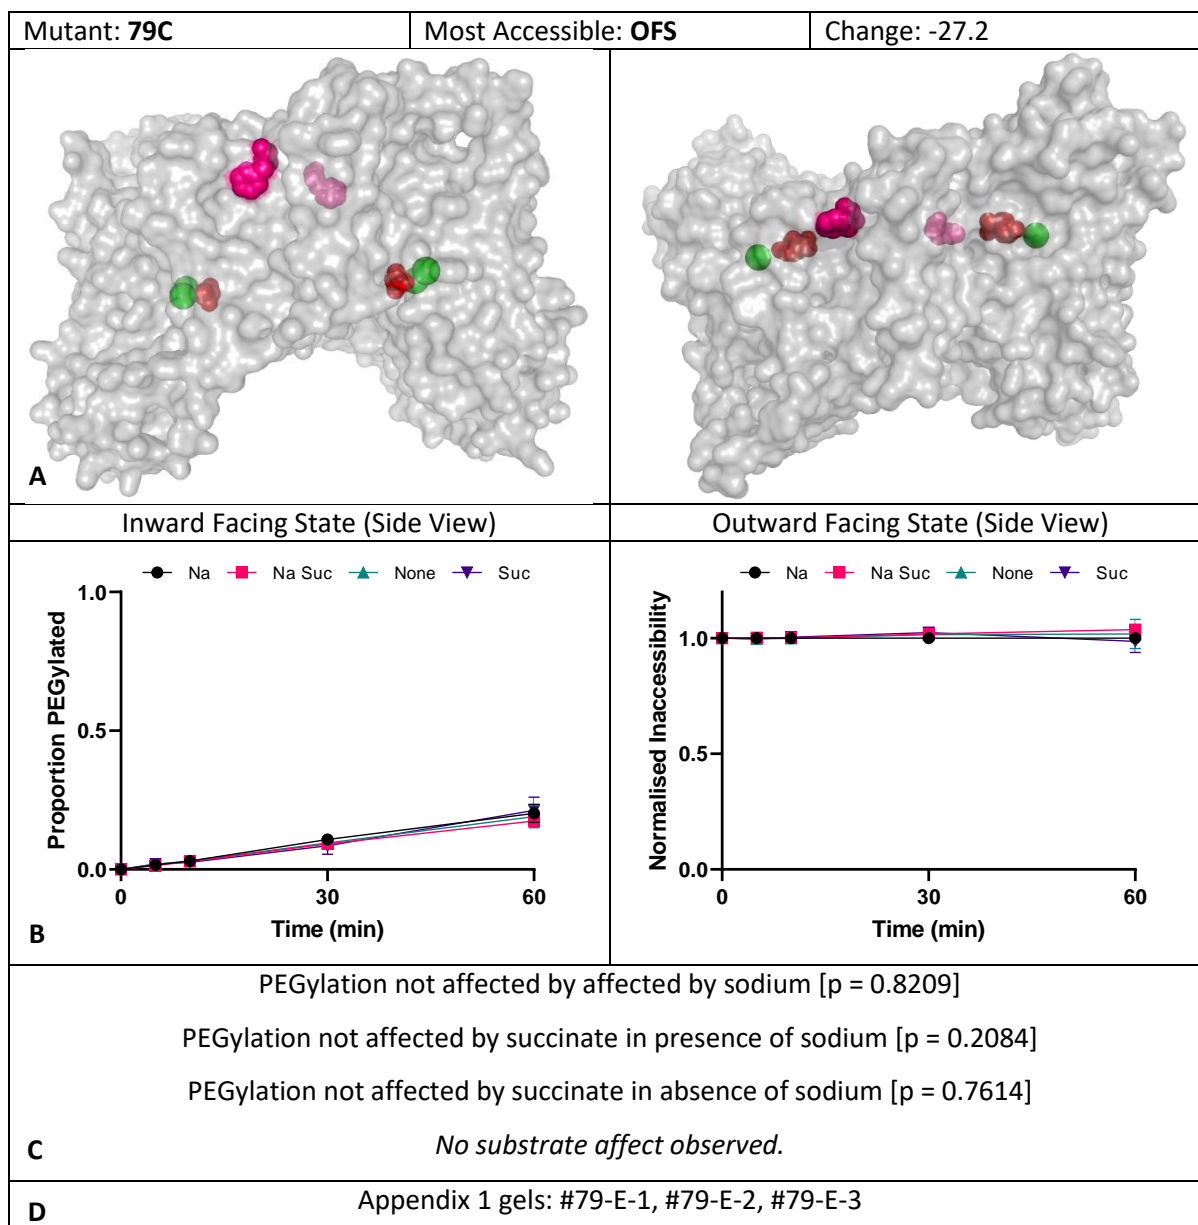 Mutant: 79C
Most Accessible: OFS
Change: -27.2
A
Inward Facing State (Side View)
Outward Facing State (Side View)
Na Na Suc None Suc
1.0
0.5
0.0
Proportion PEGylated
0 30 60
Time (min)
B
Na Na Suc None Suc
1.0
0.5
0.0
Normalised Inaccessibility
0 30 60
Time (min)
PEGylation not affected by affected by sodium [p = 0.8209]
PEGylation not affected by succinate in presence of sodium [p = 0.2084]
PEGylation not affected by succinate in absence of sodium [p = 0.7614]
No substrate affect observed.
C
Appendix 1 gels: #79-E-1, #79-E-2, #79-E-3
D